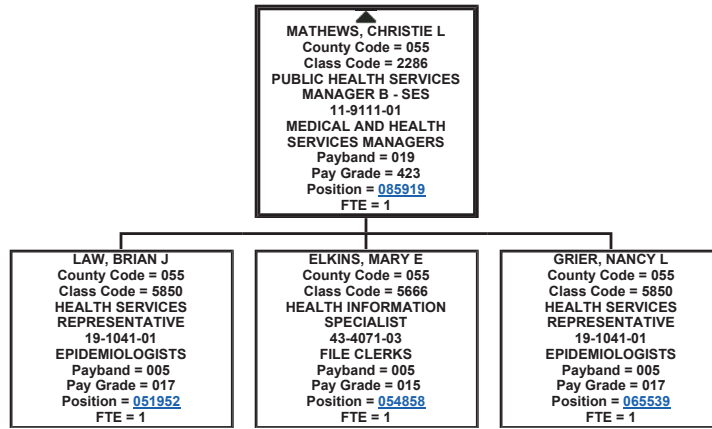 MATHEWS, CHRISTIE L
County Code = 055
Class Code = 2286
PUBLIC HEALTH SERVICES
MANAGER B - SES
11-9111-01
MEDICAL AND HEALTH
SERVICES MANAGERS
Payband = 019
Pay Grade = 423
Position = 085919
FTE = 1
LAW, BRIAN J
County Code = 055
Class Code = 5850
HEALTH SERVICES
REPRESENTATIVE
19-1041-01
EPIDEMIOLOGISTS
Payband = 005
Pay Grade = 017
Position = 051952
FTE = 1
ELKINS, MARY E
County Code = 055
Class Code = 5666
HEALTH INFORMATION
SPECIALIST
43-4071-03
FILE CLERKS
Payband = 005
Pay Grade = 015
Position = 054858
FTE = 1
GRIER, NANCY L
County Code = 055
Class Code = 5850
HEALTH SERVICES
REPRESENTATIVE
19-1041-01
EPIDEMIOLOGISTS
Payband = 005
Pay Grade = 017
Position = 065539
FTE = 1